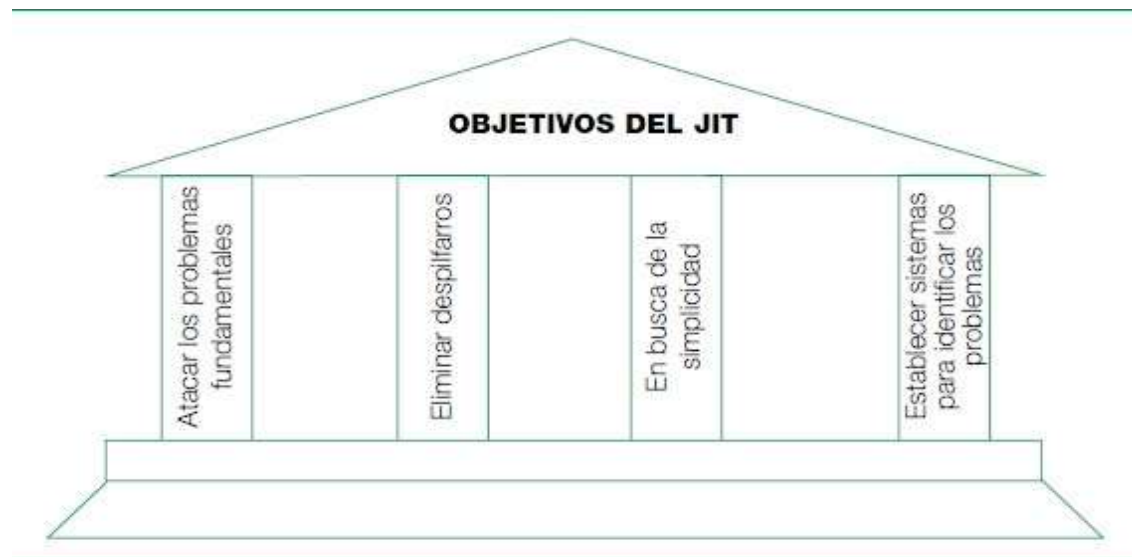 OBJETIVOS DEL JIT
Atacar los problemas
fundamentales
Eliminar despilfarros
En busca de la
simplicidad
Establecer sistemas
para identificar los
problemas